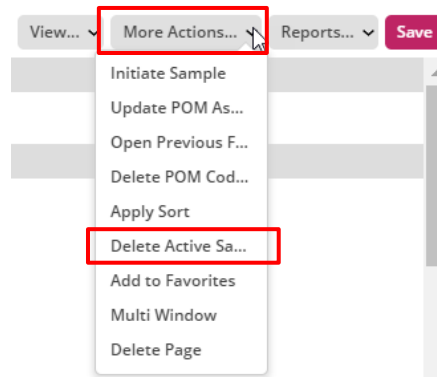 View... More Actions... Reports... Save
Initiate Sample
Update POM As...
Open Previous F...
Delete POM Cod...
Apply Sort
Delete Active Sa...
Add to Favorites
Multi Window
Delete Page